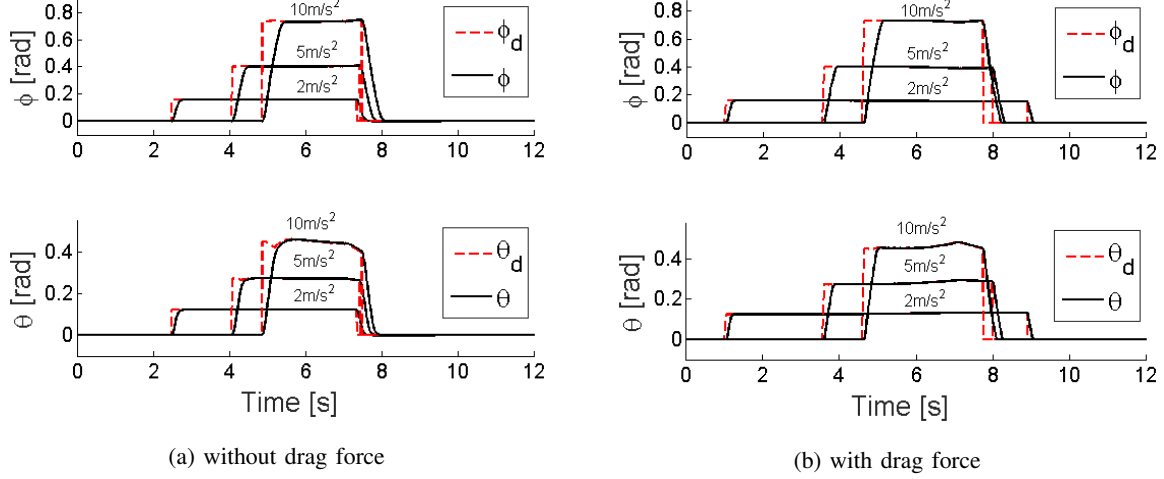 0.8
0.6
0.4
0.2
0
ϕ [rad]
10m/s²
5m/s²
2m/s²
ϕd
ϕ
0 2 4 6 8 10 12
0.4
0.2
0
θ [rad]
10m/s²
5m/s²
2m/s²
θd
θ
0 2 4 6 8 10 12
Time [s]
(a) without drag force
0.8
0.6
0.4
0.2
0
ϕ [rad]
10m/s²
5m/s²
2m/s²
ϕd
ϕ
0 2 4 6 8 10 12
0.4
0.2
0
θ [rad]
10m/s²
5m/s²
2m/s²
θd
θ
0 2 4 6 8 10 12
Time [s]
(b) with drag force